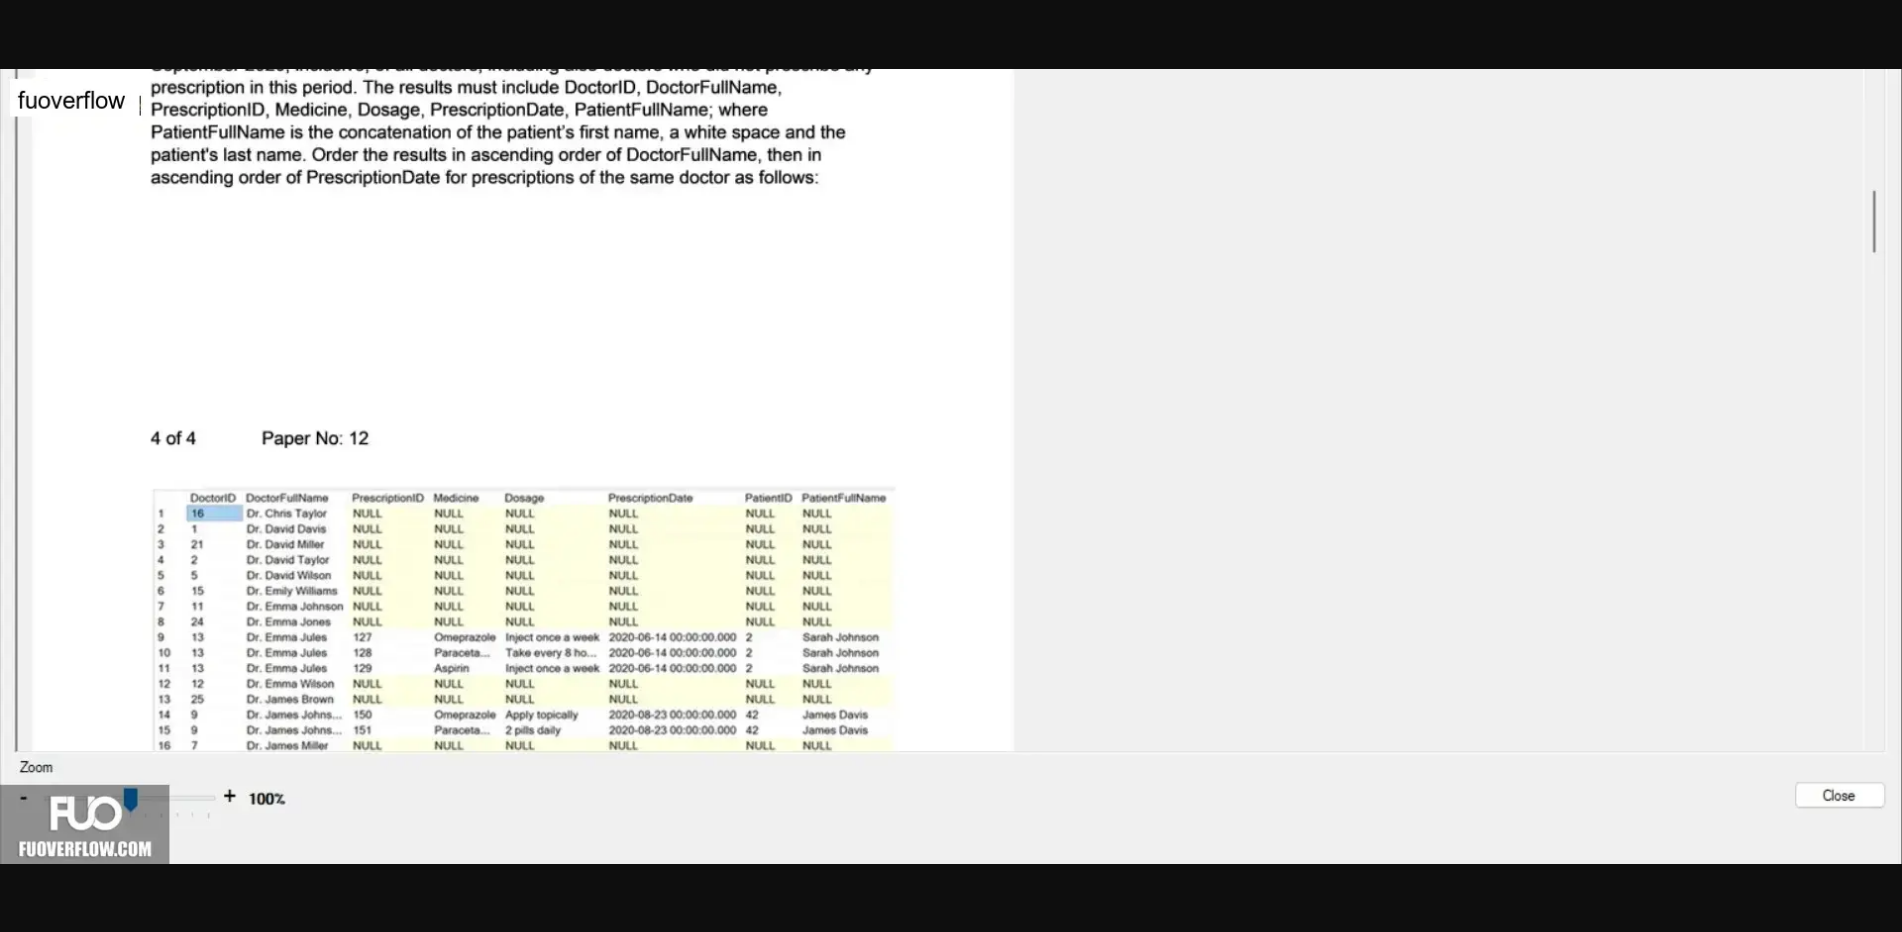 September 2020, inclusive, of all doctors, including also doctors who did not prescribe any
fuoverflow
prescription in this period. The results must include DoctorID, DoctorFullName,
PrescriptionID, Medicine, Dosage, PrescriptionDate, PatientFullName; where
PatientFullName is the concatenation of the patient's first name, a white space and the
patient's last name. Order the results in ascending order of DoctorFullName, then in
ascending order of PrescriptionDate for prescriptions of the same doctor as follows:
4 of 4 Paper No: 12
DoctorID DoctorFullName PrescriptionID Medicine Dosage PrescriptionDate PatientID PatientFullName
1 16 Dr. Chris Taylor NULL NULL NULL NULL NULL NULL
2 1 Dr. David Davis NULL NULL NULL NULL NULL NULL
3 21 Dr. David Miller NULL NULL NULL NULL NULL NULL
4 2 Dr. David Taylor NULL NULL NULL NULL NULL NULL
5 5 Dr. David Wilson NULL NULL NULL NULL NULL NULL
6 15 Dr. Emily Williams NULL NULL NULL NULL NULL NULL
7 11 Dr. Emma Johnson NULL NULL NULL NULL NULL NULL
8 24 Dr. Emma Jones NULL NULL NULL NULL NULL NULL
9 13 Dr. Emma Jules 127 Omeprazole Inject once a week 2020-06-14 00:00:00.000 2 Sarah Johnson
10 13 Dr. Emma Jules 128 Paraceta... Take every 8 ho... 2020-06-14 00:00:00.000 2 Sarah Johnson
11 13 Dr. Emma Jules 129 Aspirin Inject once a week 2020-06-14 00:00:00.000 2 Sarah Johnson
12 12 Dr. Emma Wilson NULL NULL NULL NULL NULL NULL
13 25 Dr. James Brown NULL NULL NULL NULL NULL NULL
14 9 Dr. James Johns... 150 Omeprazole Apply topically 2020-08-23 00:00:00.000 42 James Davis
15 9 Dr. James Johns... 151 Paraceta... 2 pills daily 2020-08-23 00:00:00.000 42 James Davis
16 7 Dr. James Miller NULL NULL NULL NULL NULL NULL
Zoom
- + 100%
Close
FUO
FUOVERFLOW.COM